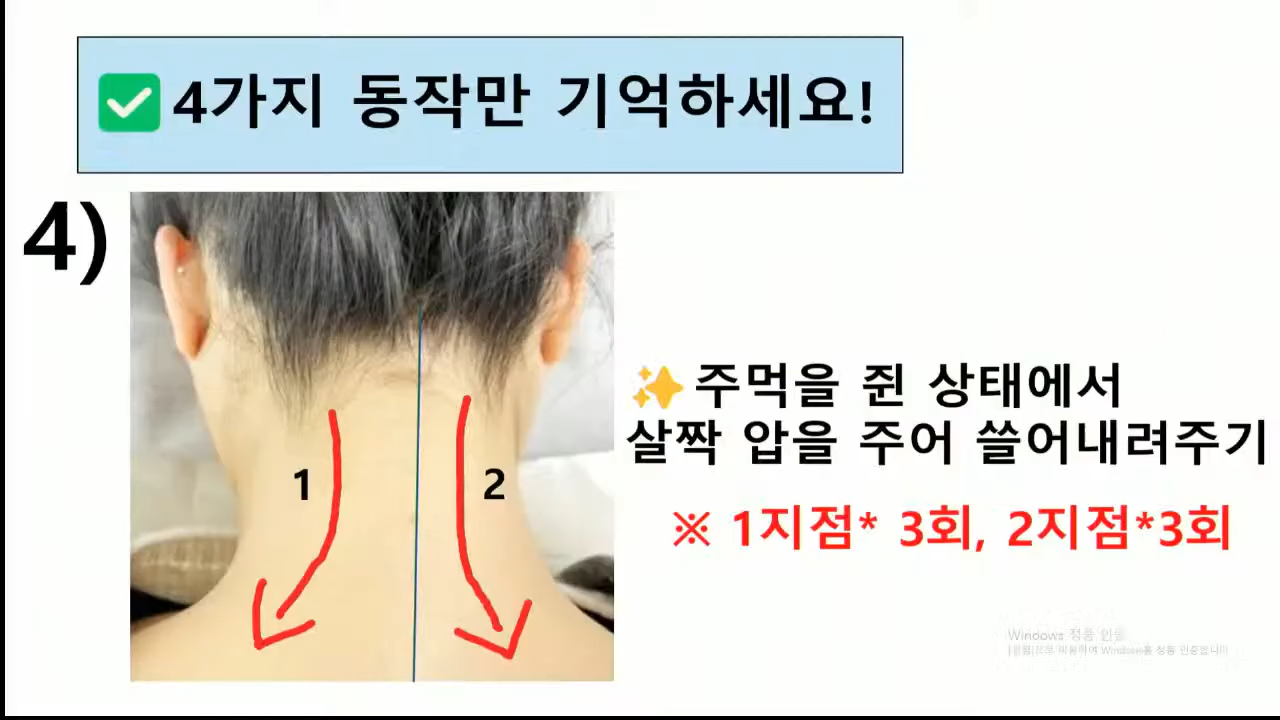 ✅4가지 동작만 기억하세요!
4)
1
2
✨주먹을 쥔 상태에서
살짝 압을 주어 쓸어내려주기
※ 1지점* 3회, 2지점*3회
Windows 정품 인증